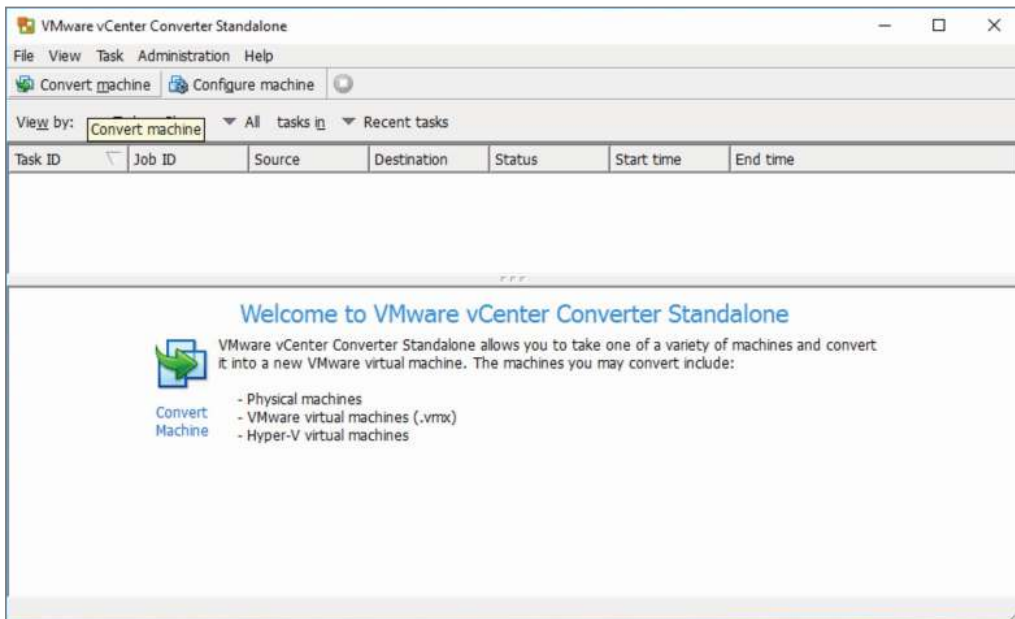 VMware vCenter Converter Standalone
File View Task Administration Help
Convert machine Configure machine
View by: All tasks in Recent tasks
Convert machine
Task ID Job ID Source Destination Status Start time End time
Welcome to VMware vCenter Converter Standalone
VMware vCenter Converter Standalone allows you to take one of a variety of machines and convert
it into a new VMware virtual machine. The machines you may convert include:
Convert
Machine
- Physical machines
- VMware virtual machines (.vmx)
- Hyper-V virtual machines